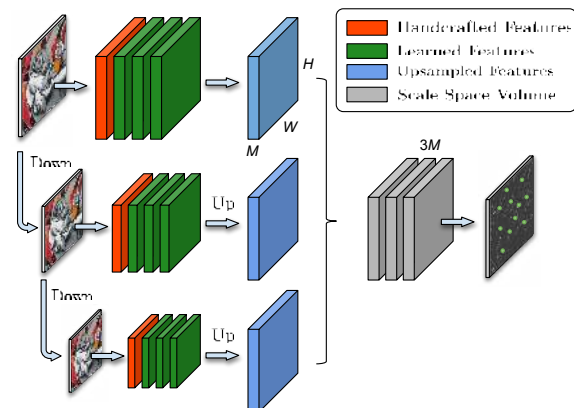 Handcrafted Features
Learned Features
Upsampled Features
Scale Space Volume
H
W
M
Down
Up
3M
Down
Up